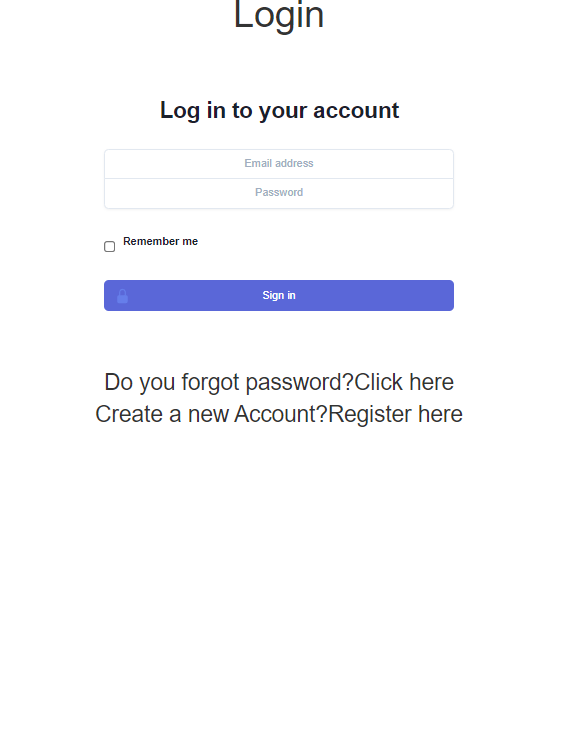 Login
Log in to your account
Email address
Password
Remember me
Sign in
Do you forgot password?Click here
Create a new Account?Register here